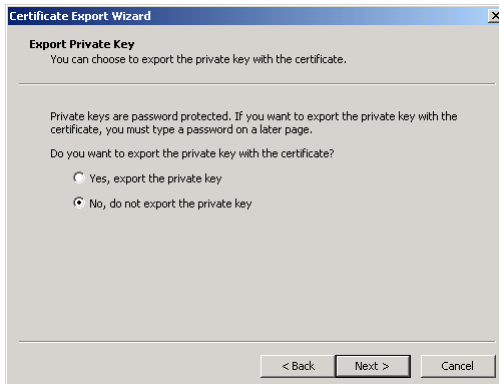 Certificate Export Wizard
Export Private Key
You can choose to export the private key with the certificate.
Private keys are password protected. If you want to export the private key with the
certificate, you must type a password on a later page.
Do you want to export the private key with the certificate?
Yes, export the private key
No, do not export the private key
< Back Next > Cancel